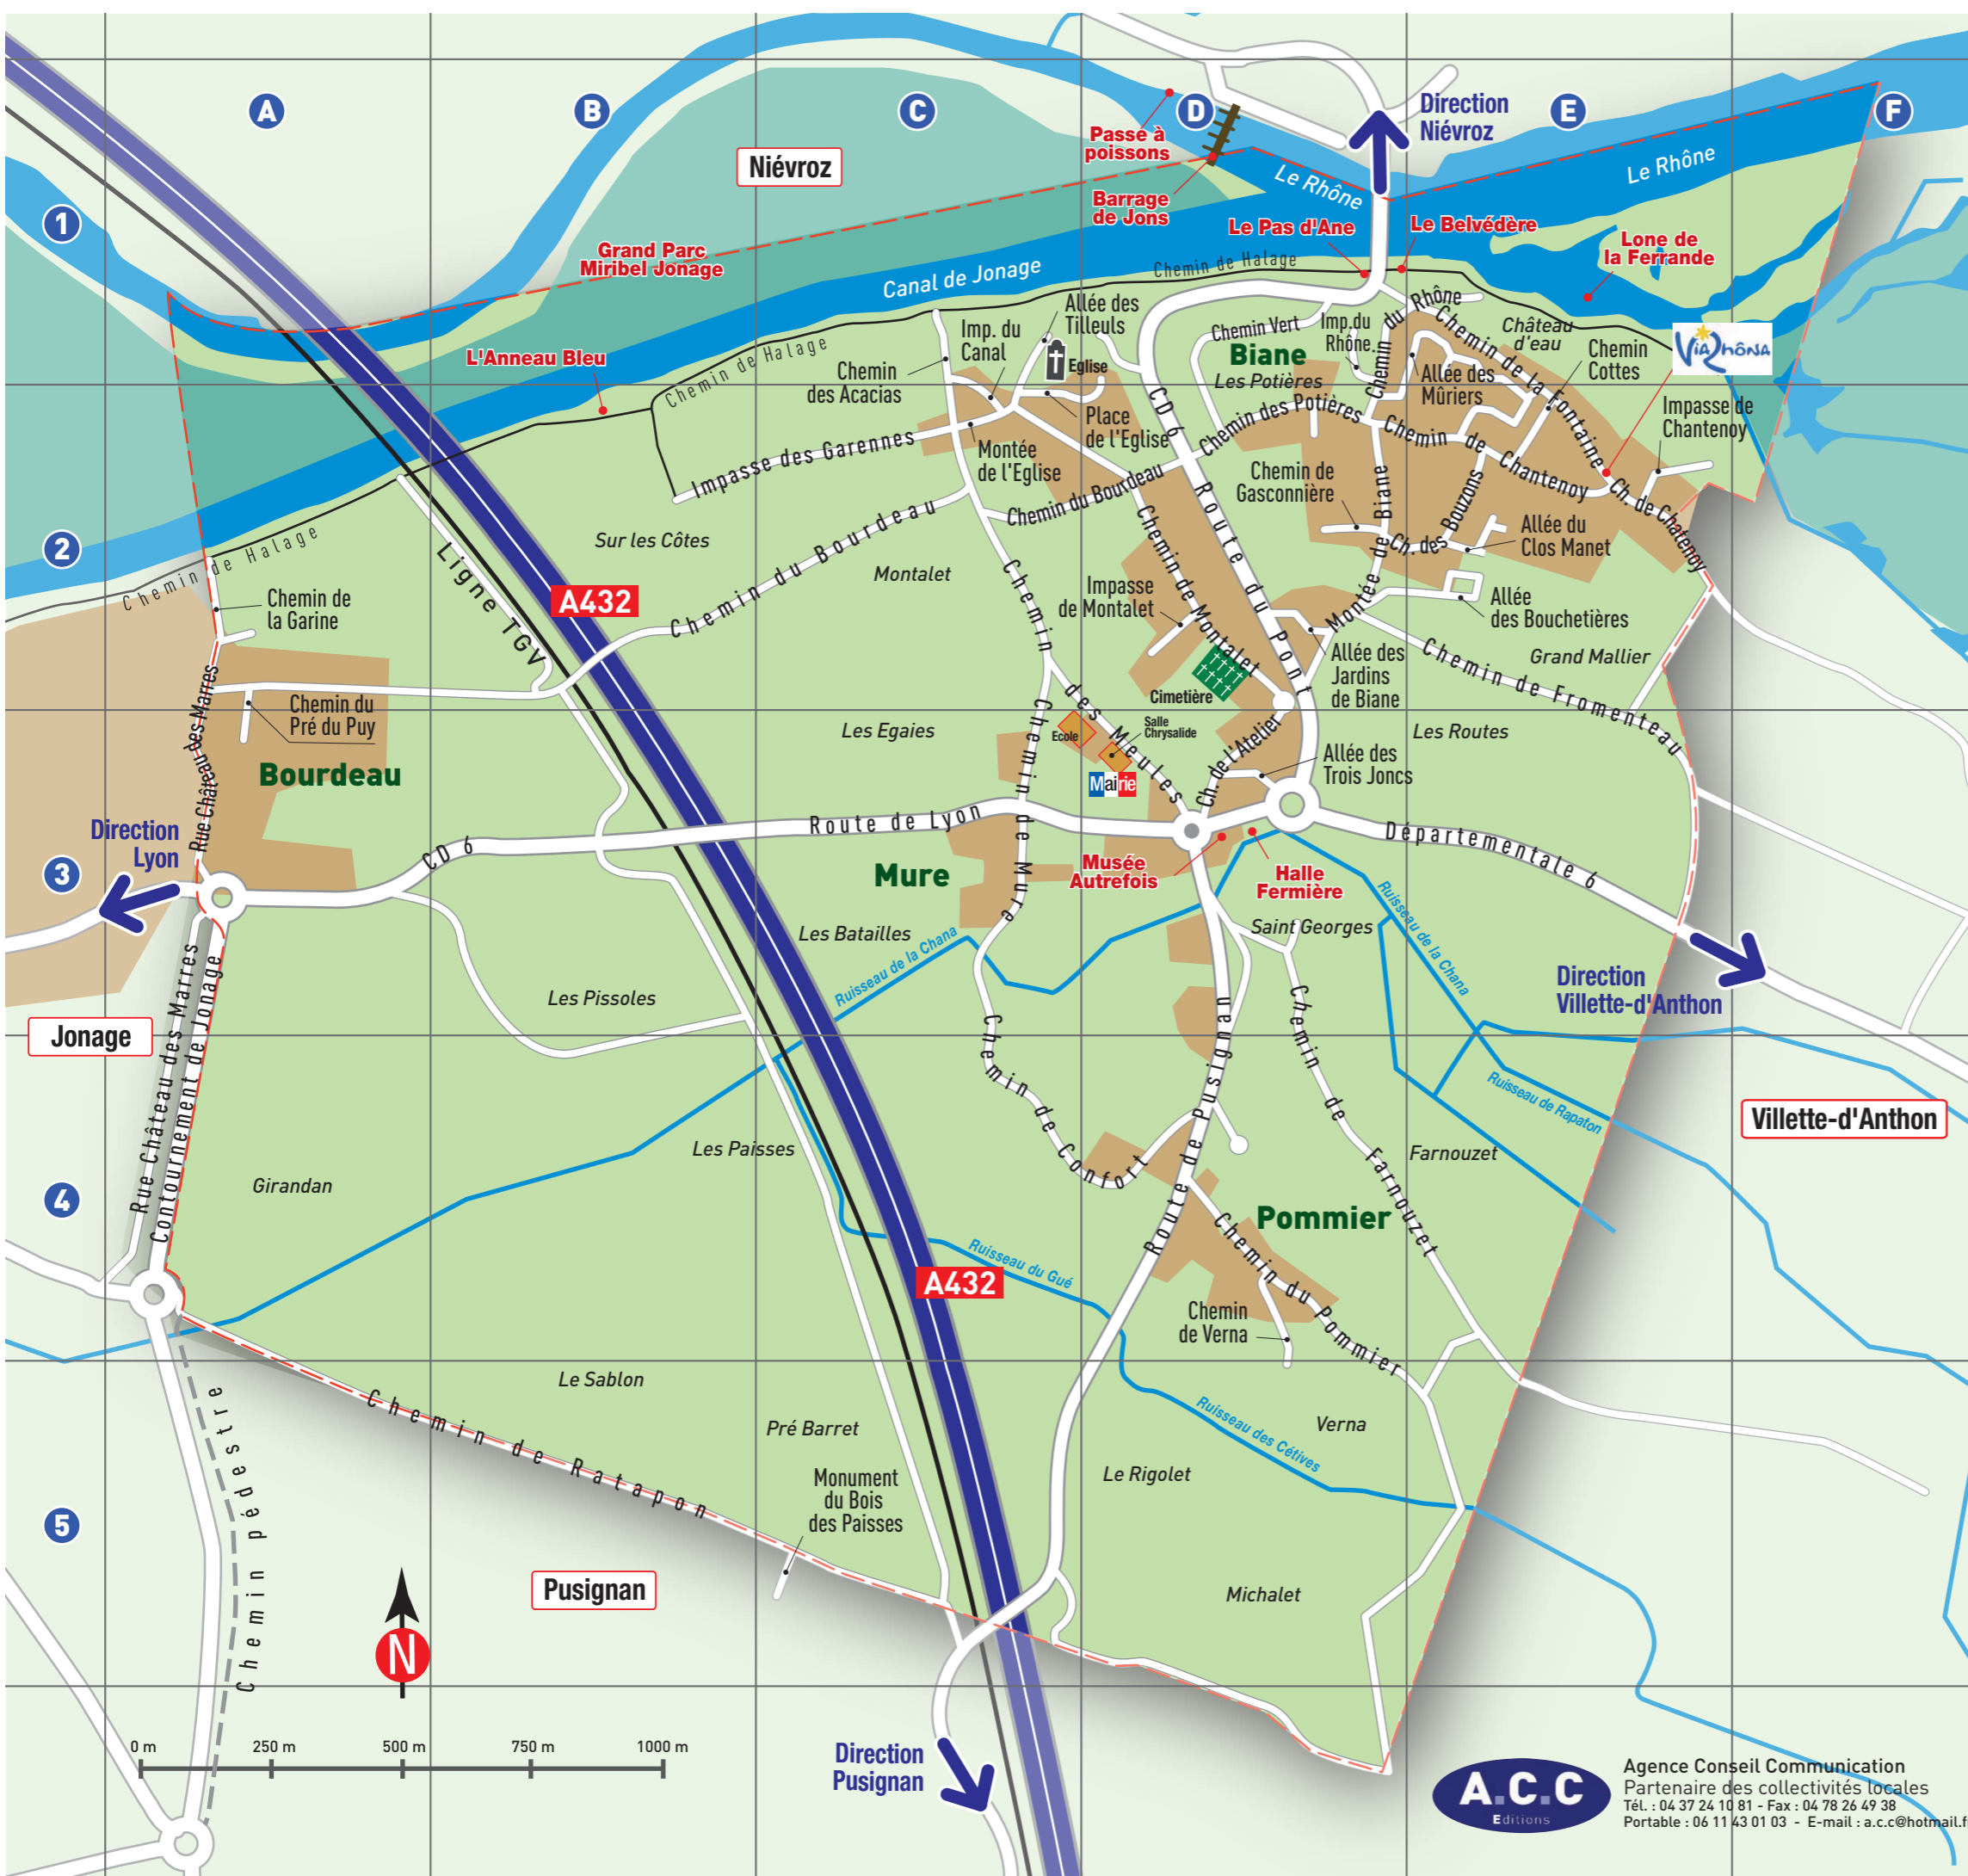 A
B
C
D
E
F
1
2
3
4
5
Direction
Niévroz
Passe à
poissons
Niévroz
Barrage
de Jons
Le Rhône
Le Rhône
Le Pas d'Ane
Le Belvédère
Lone de
la Ferrande
Grand Parc
Miribel Jonage
Canal de Jonage
Chemin de Halage
Allée des
Tilleuls
Imp. du
Canal
Eglise
Chemin
des Acacias
L'Anneau Bleu
Chemin de Halage
Chemin Vert
Imp.du
Rhône
Chemin du Rhône
Biane
Les Potières
Château
d'eau
ViaRhôna
Chemin
Cottes
Allée des
Mûriers
Chemin de la Fontaine
Impasse de
Chantenoy
Place
de l'Eglise
Montée
de l'Eglise
Impasse des Garennes
CD 6
Route du Pont
Chemin des Potières
Chemin de Chantenoy
Ch. de Chatenoy
Chemin de
Gasconnière
Montée de Biane
Ch. des Bouzons
Allée du
Clos Manet
Allée
des Bouchetières
Chemin du Bourdeau
Chemin du Bourdeau
Chemin de Montalet
Impasse
de Montalet
Sur les Côtes
Montalet
Ligne TGV
A432
Chemin de Halage
Chemin de
la Garine
Allée des
Jardins
de Biane
Grand Mallier
Chemin de Fromenteau
Cimetière
Chemin des Meules
Ecole
Salle
Chrysalide
Mairie
Ch. de l'Atelier
Allée des
Trois Joncs
Les Routes
Chemin du
Pré du Puy
Bourdeau
Rue Château des Marres
Les Egaies
Chemin de Mure
Direction
Lyon
CD 6
Route de Lyon
Départementale 6
Mure
Musée
Autrefois
Halle
Fermière
Saint Georges
Ruisseau de la Chana
Ruisseau de la Chana
Les Batailles
Les Pissoles
Direction
Villette-d'Anthon
Jonage
Rue Château des Marres
Contournement de Jonage
Chemin de Confort
Route de Pusignan
Chemin de Farnouzet
Ruisseau de Rapaton
Villette-d'Anthon
Les Paisses
Girandan
Farnouzet
Pommier
Ruisseau du Gué
A432
Chemin du Pommier
Chemin
de Verna
Le Sablon
Chemin de Ratapon
Chemin pédestre
Pré Barret
Monument
du Bois
des Paisses
Verna
Ruisseau des Cétives
Le Rigolet
Michalet
Pusignan
N
0 m
250 m
500 m
750 m
1000 m
Direction
Pusignan
A.C.C
Editions
Agence Conseil Communication
Partenaire des collectivités locales
Tél. : 04 37 24 10 81 - Fax : 04 78 26 49 38
Portable : 06 11 43 01 03 - E-mail : a.c.c@hotmail.fr